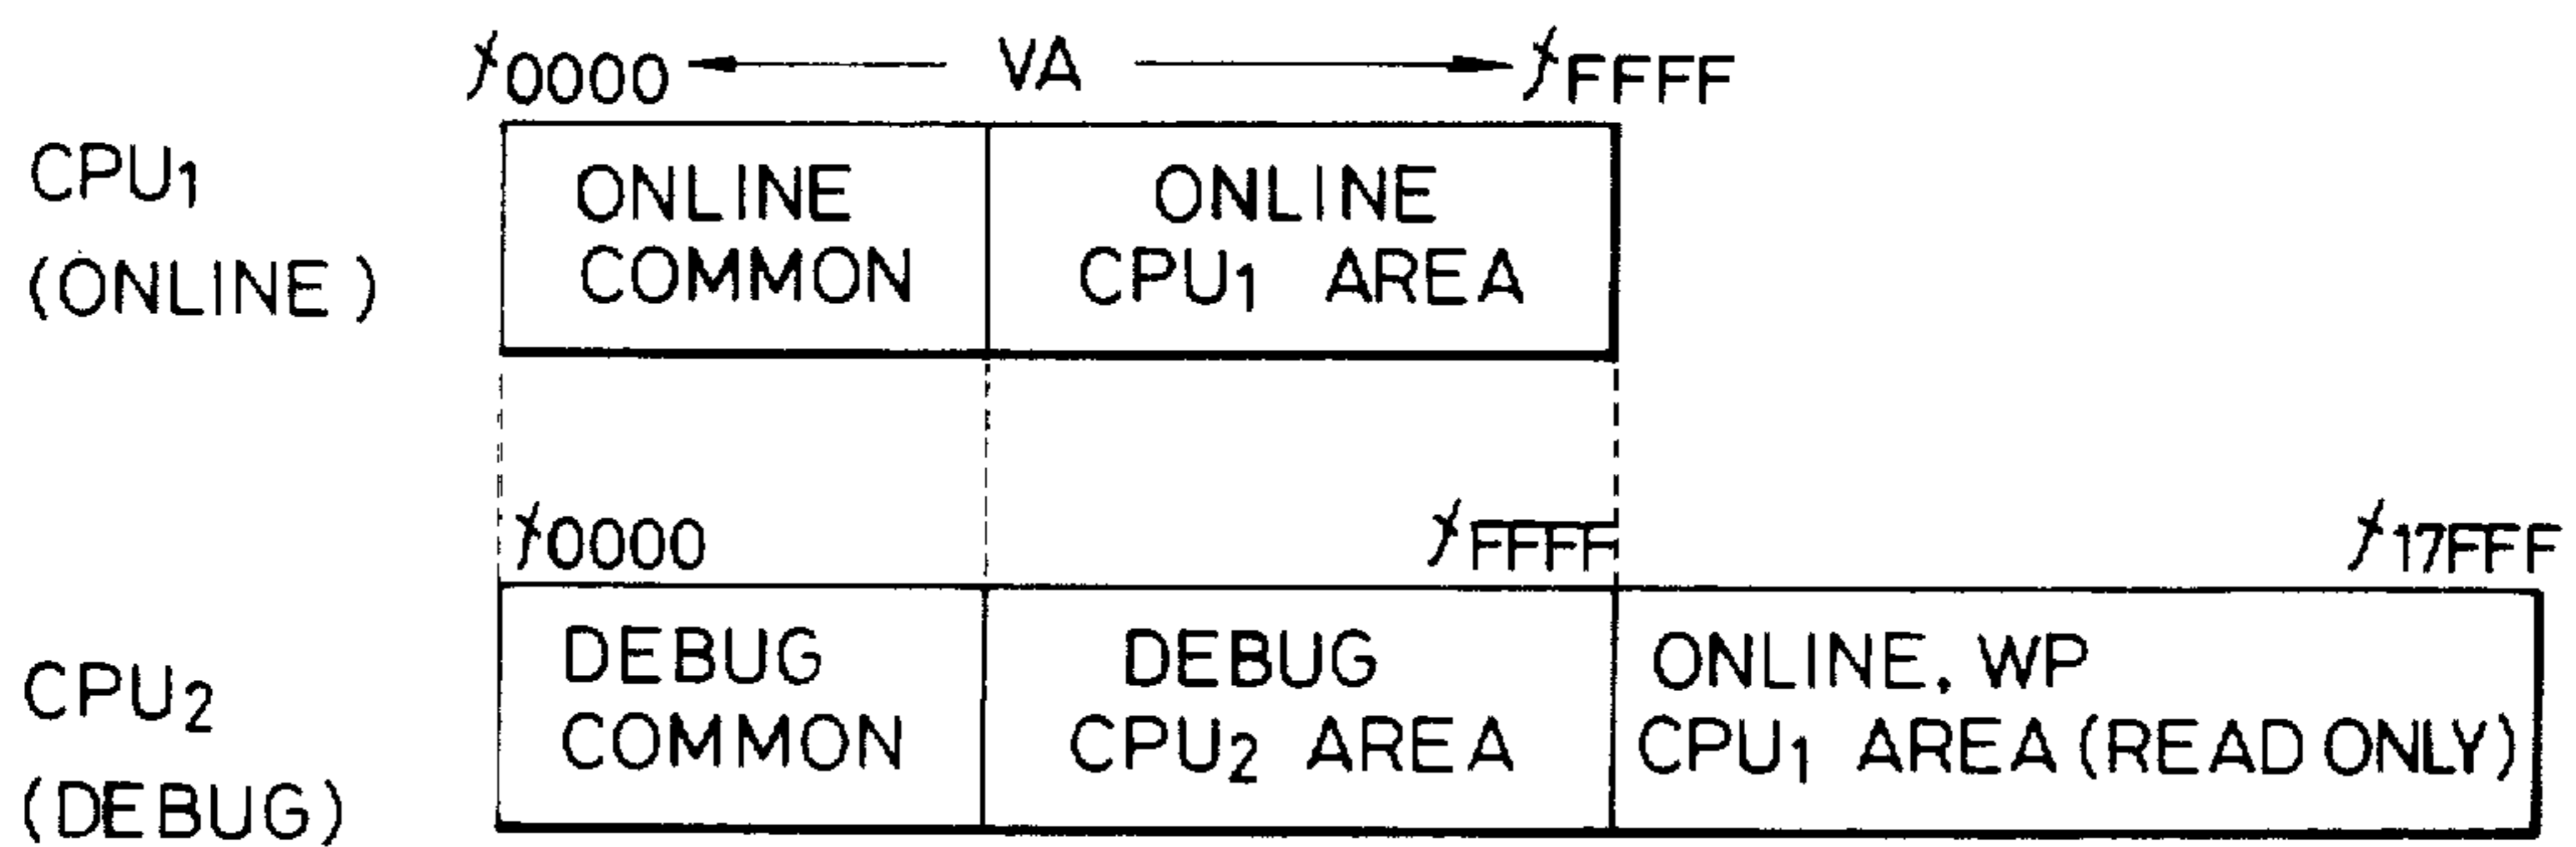 ⌿0000 VA ⌿FFFF
CPU1
(ONLINE)
ONLINE
COMMON
ONLINE
CPU1 AREA
⌿0000 ⌿FFFF ⌿17FFF
CPU2
(DEBUG)
DEBUG
COMMON
DEBUG
CPU2 AREA
ONLINE. WP
CPU1 AREA (READ ONLY)